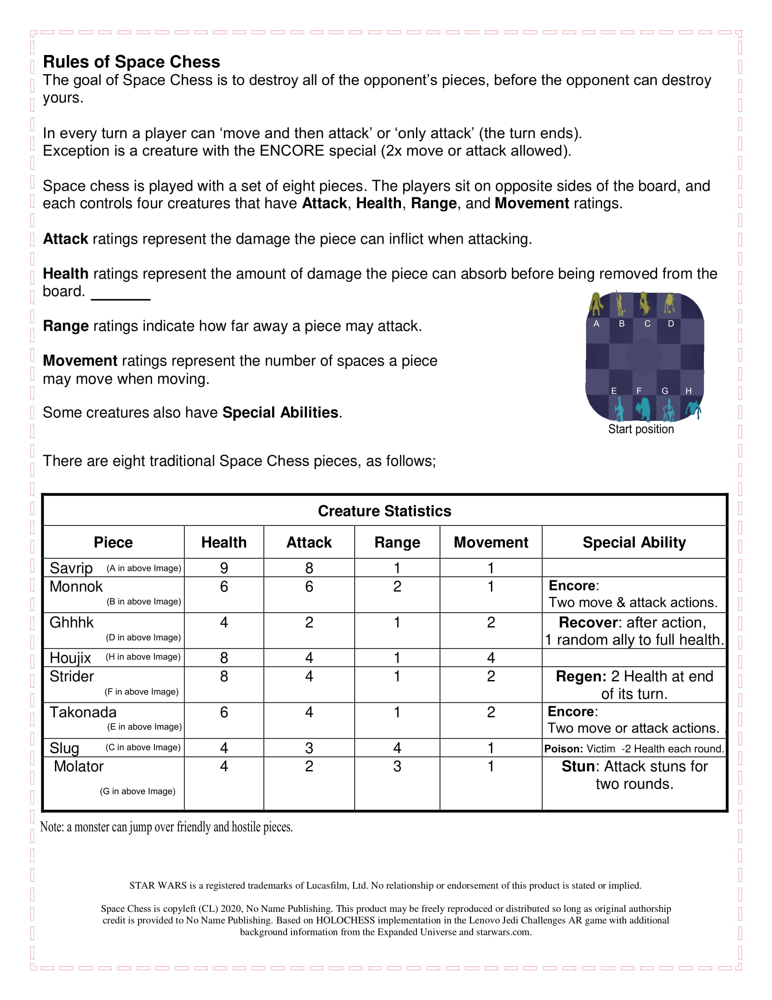 Rules of Space Chess
The goal of Space Chess is to destroy all of the opponent’s pieces, before the opponent can destroy
yours.
In every turn a player can ‘move and then attack’ or ‘only attack’ (the turn ends).
Exception is a creature with the ENCORE special (2x move or attack allowed).
Space chess is played with a set of eight pieces. The players sit on opposite sides of the board, and
each controls four creatures that have Attack, Health, Range, and Movement ratings.
Attack ratings represent the damage the piece can inflict when attacking.
Health ratings represent the amount of damage the piece can absorb before being removed from the
board.
Range ratings indicate how far away a piece may attack.
Movement ratings represent the number of spaces a piece
may move when moving.
Some creatures also have Special Abilities.
A B C D
E F G H
Start position
There are eight traditional Space Chess pieces, as follows;
Creature Statistics
Piece Health Attack Range Movement Special Ability
Savrip (A in above Image) 9 8 1 1
Monnok 6 6 2 1 Encore:
(B in above Image) Two move & attack actions.
Ghhhk 4 2 1 2 Recover: after action,
(D in above Image) 1 random ally to full health.
Houjix (H in above Image) 8 4 1 4
Strider 8 4 1 2 Regen: 2 Health at end
(F in above Image) of its turn.
Takonada 6 4 1 2 Encore:
(E in above Image) Two move or attack actions. .
Slug (C in above Image) 4 3 4 1 Poison: Victim -2 Health each round.
Molator 4 2 3 1 Stun: Attack stuns for
two rounds.
(G in above Image)
Note: a monster can jump over friendly and hostile pieces.
STAR WARS is a registered trademarks of Lucasfilm, Ltd. No relationship or endorsement of this product is stated or implied.
Space Chess is copyleft (CL) 2020, No Name Publishing. This product may be freely reproduced or distributed so long as original authorship
credit is provided to No Name Publishing. Based on HOLOCHESS implementation in the Lenovo Jedi Challenges AR game with additional
background information from the Expanded Universe and starwars.com.